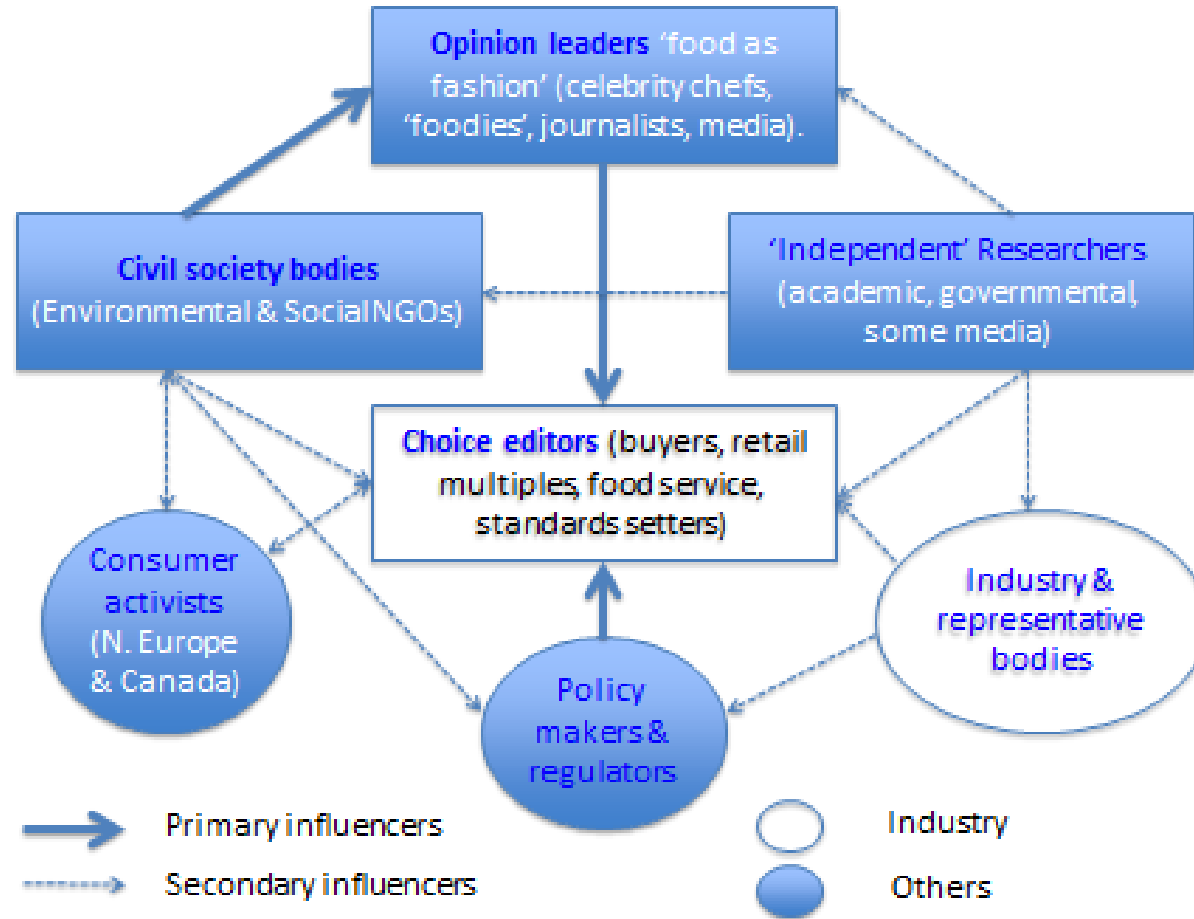 Opinion leaders ‘food as
fashion’ (celebrity chefs,
‘foodies’, journalists, media).
Civil society bodies
(Environmental & Social NGOs)
‘Independent’ Researchers
(academic, governmental,
some media)
Choice editors (buyers, retail
multiples, food service,
standards setters)
Consumer
activists
(N. Europe
& Canada)
Policy
makers &
regulators
Industry &
representative
bodies
Primary influencers
Secondary influencers
Industry
Others